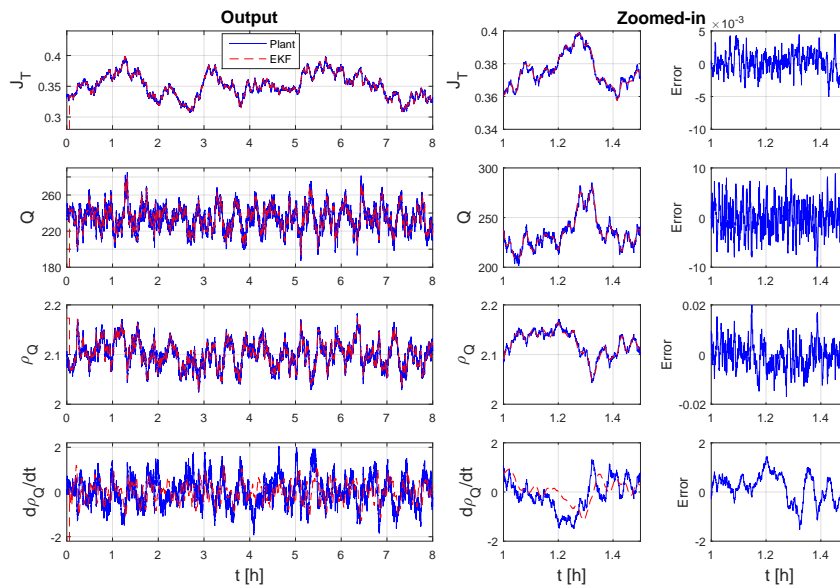 Output
Zoomed-in
Plant
EKF
J_T
0.4
0.35
0.3
0 1 2 3 4 5 6 7 8
J_T
0.4
0.38
0.36
0.34
1 1.2 1.4
×10^-3
Error
5
0
-5
-10
1 1.2 1.4
Q
260
220
180
0 1 2 3 4 5 6 7 8
Q
300
250
200
1 1.2 1.4
Error
10
0
-10
1 1.2 1.4
ρ_Q
2.2
2.1
2
0 1 2 3 4 5 6 7 8
ρ_Q
2.2
2.1
2
1 1.2 1.4
Error
0.02
0
-0.02
1 1.2 1.4
dρ_Q/dt
2
0
-2
0 1 2 3 4 5 6 7 8
t [h]
dρ_Q/dt
2
0
-2
1 1.2 1.4
t [h]
Error
2
0
-2
1 1.2 1.4
t [h]